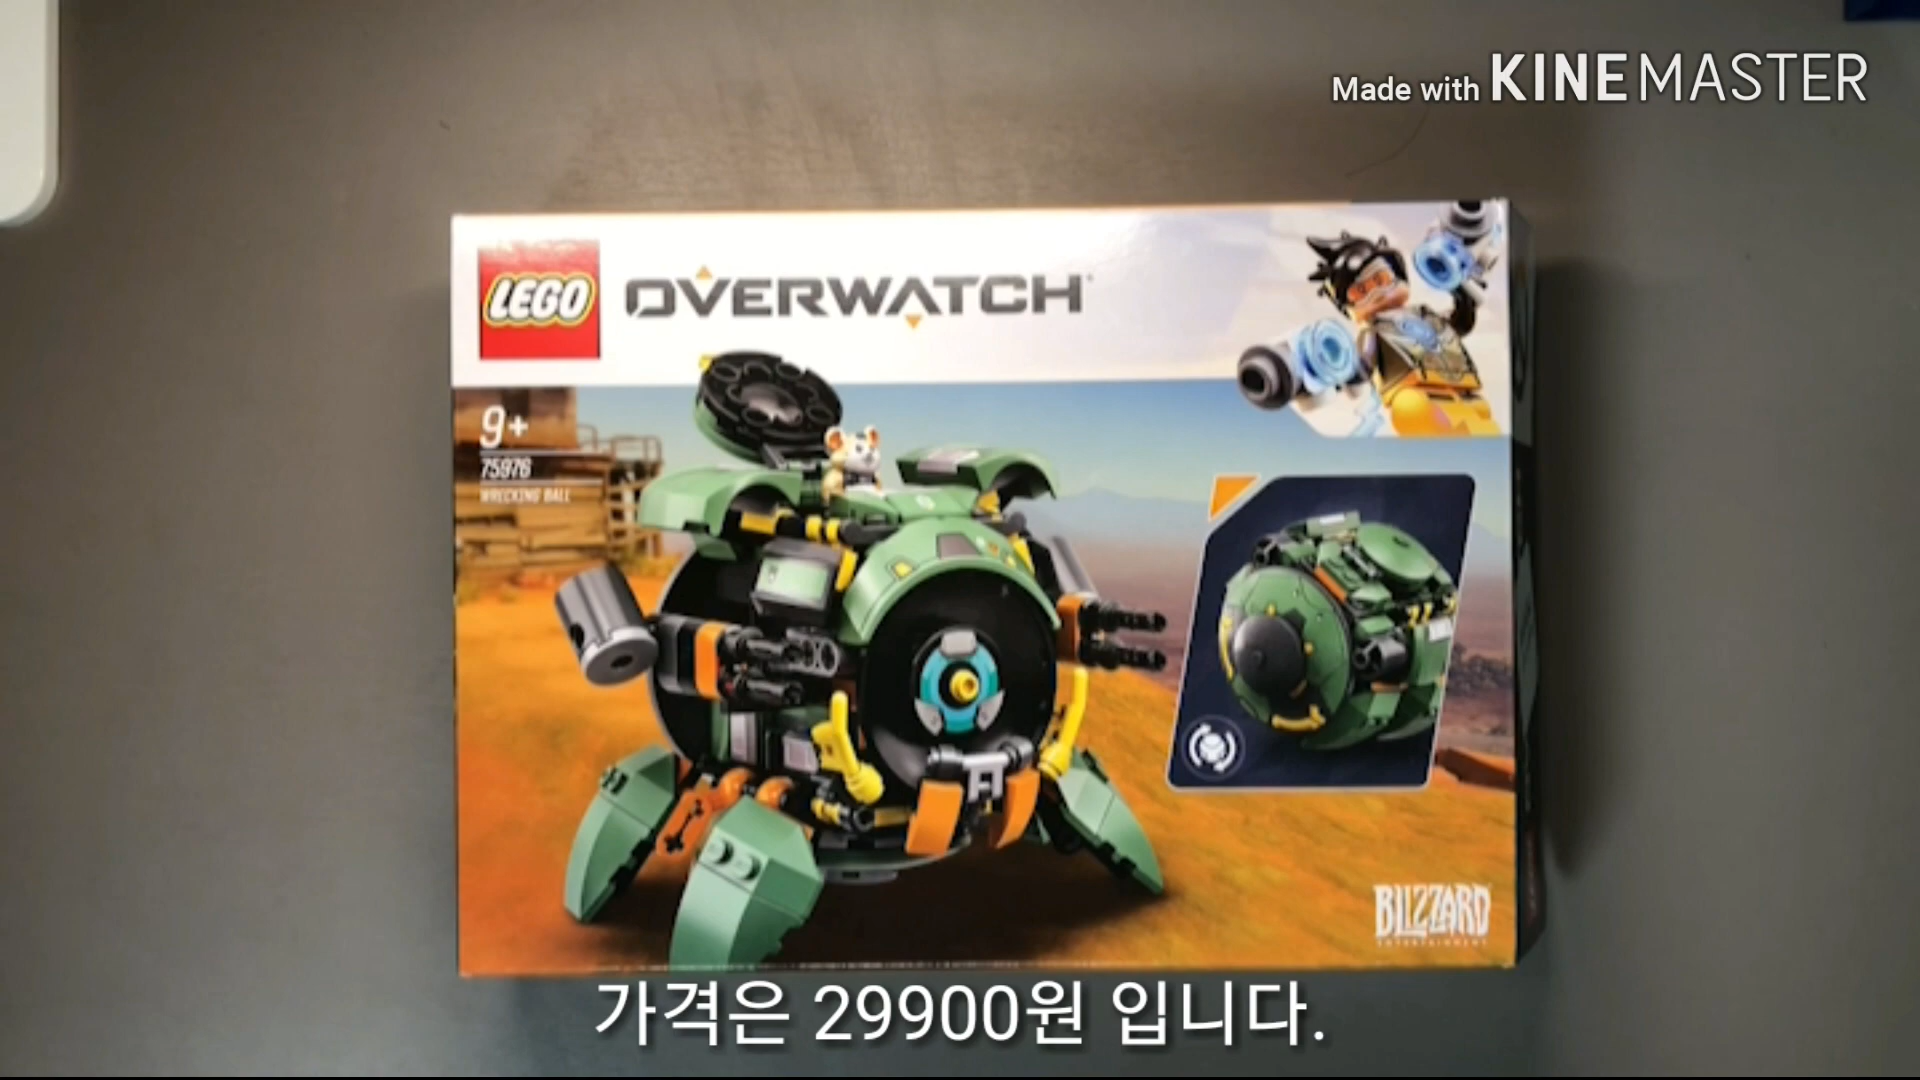 Made with KINEMASTER
LEGO OVERWATCH
9+
75976
WRECKING BALL
BLIZZARD
ENTERTAINMENT
가격은 29900원 입니다.